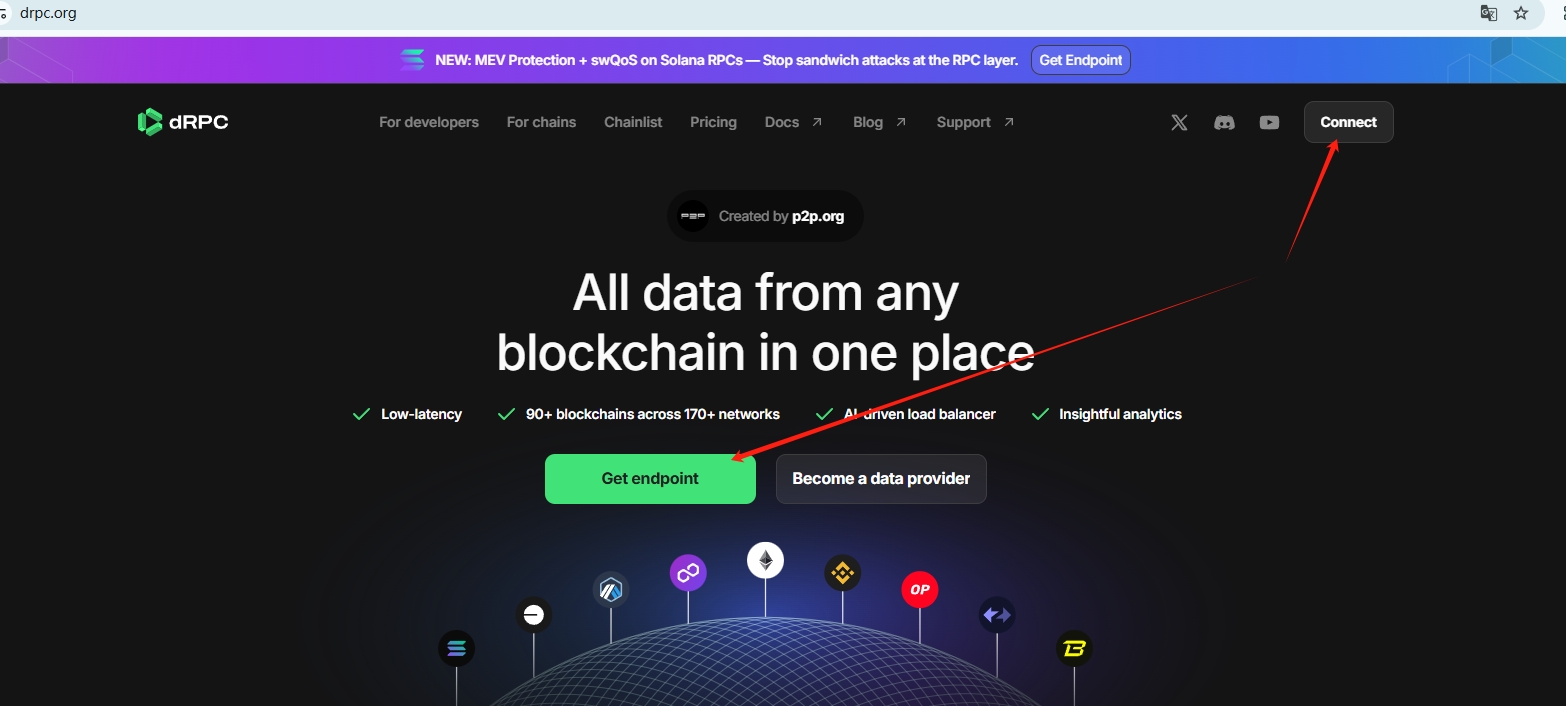 drpc.org
NEW: MEV Protection + swQoS on Solana RPCs — Stop sandwich attacks at the RPC layer. Get Endpoint
dRPC For developers For chains Chainlist Pricing Docs Blog Support Connect
P2P Created by p2p.org
All data from any
blockchain in one place
Low-latency 90+ blockchains across 170+ networks AI-driven load balancer Insightful analytics
Get endpoint Become a data provider
OP